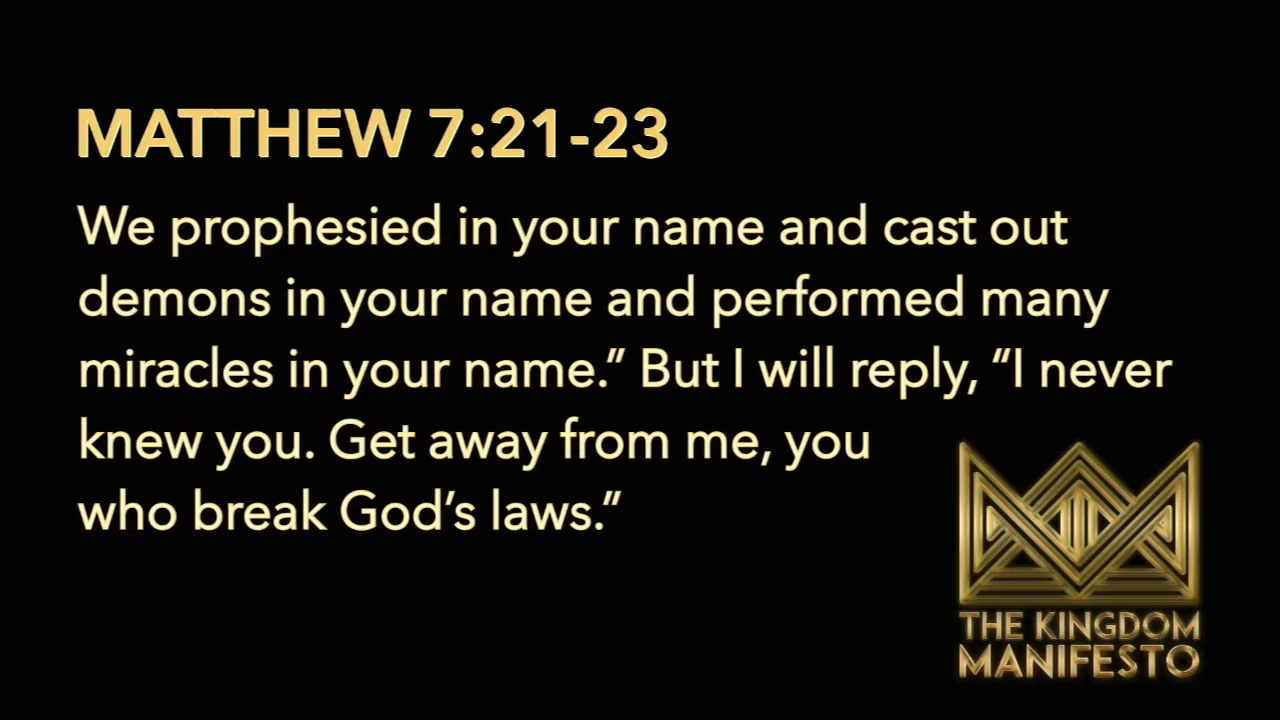 MATTHEW 7:21-23
We prophesied in your name and cast out
demons in your name and performed many
miracles in your name.” But I will reply, “I never
knew you. Get away from me, you
who break God’s laws.”
THE KINGDOM
MANIFESTO